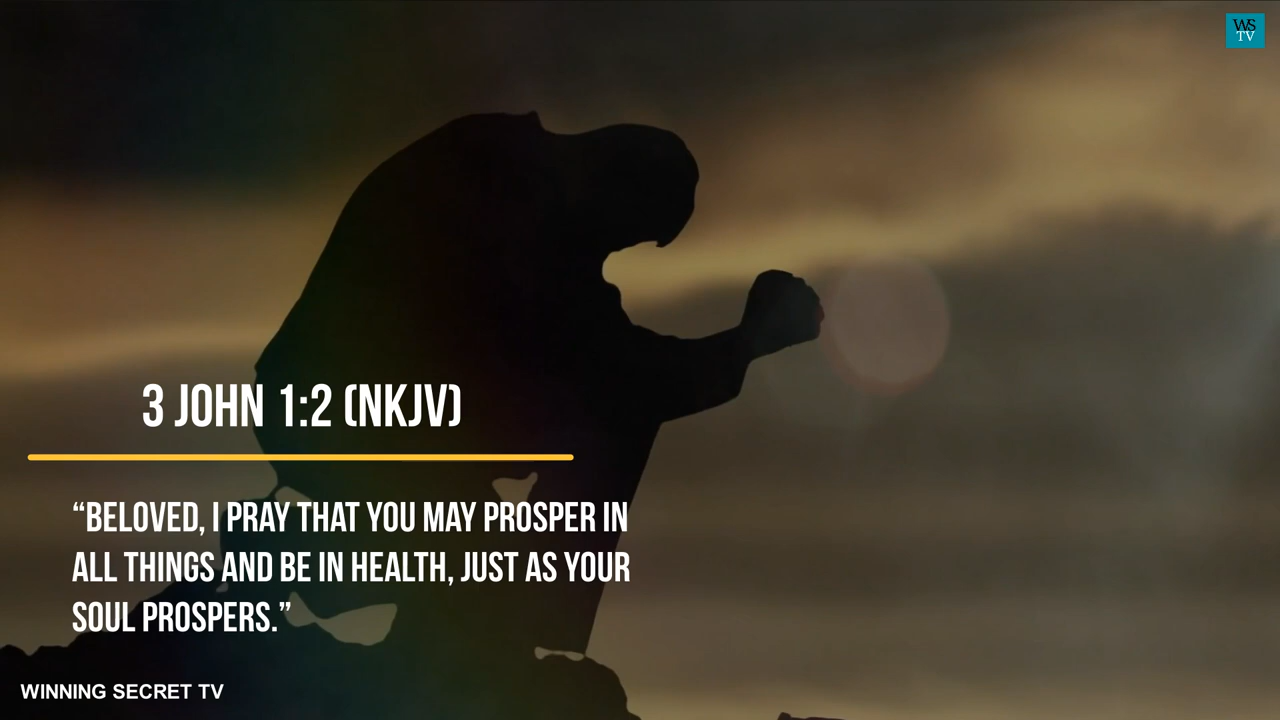 WS
TV
3 JOHN 1:2 (NKJV)
“BELOVED, I PRAY THAT YOU MAY PROSPER IN
ALL THINGS AND BE IN HEALTH, JUST AS YOUR
SOUL PROSPERS.”
WINNING SECRET TV